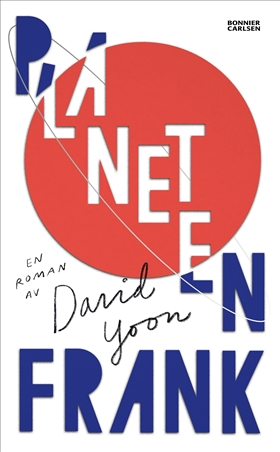 BONNIER
CARLSEN
PLANETEN
EN
ROMAN
AV
David
Yoon
FRANK